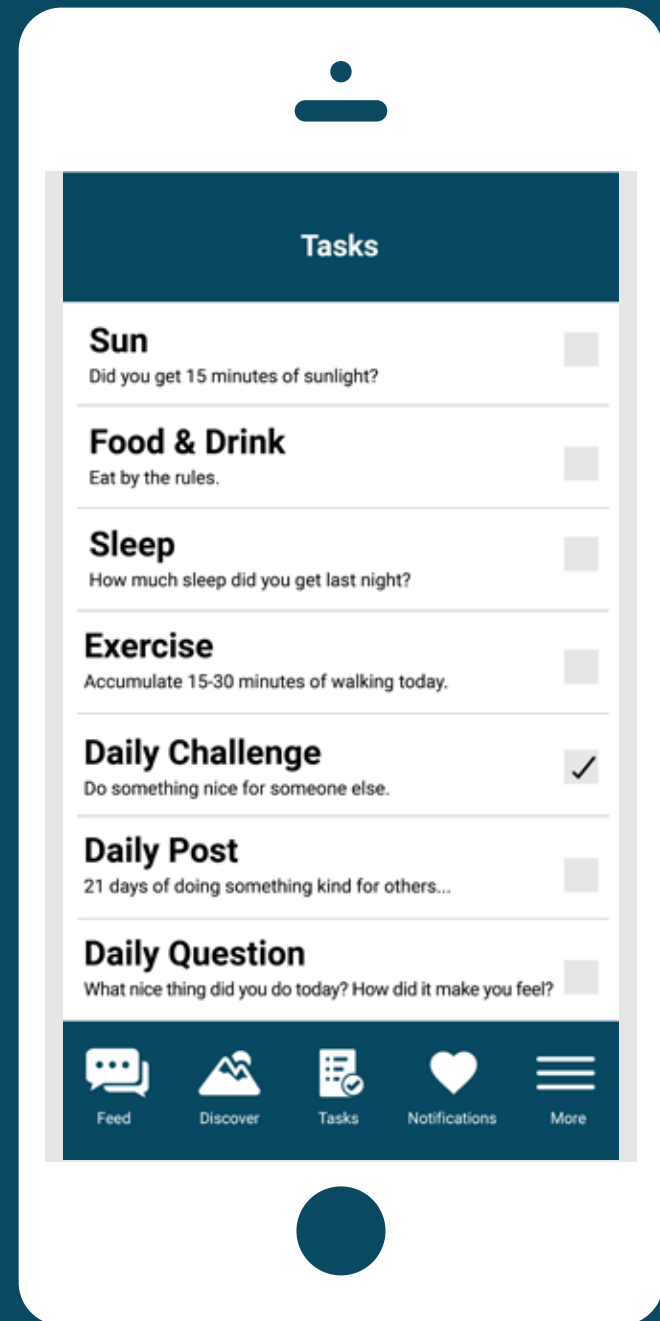 Tasks
Sun
Did you get 15 minutes of sunlight?
Food & Drink
Eat by the rules.
Sleep
How much sleep did you get last night?
Exercise
Accumulate 15-30 minutes of walking today.
Daily Challenge
Do something nice for someone else.
Daily Post
21 days of doing something kind for others...
Daily Question
What nice thing did you do today? How did it make you feel?
Feed Discover Tasks Notifications More